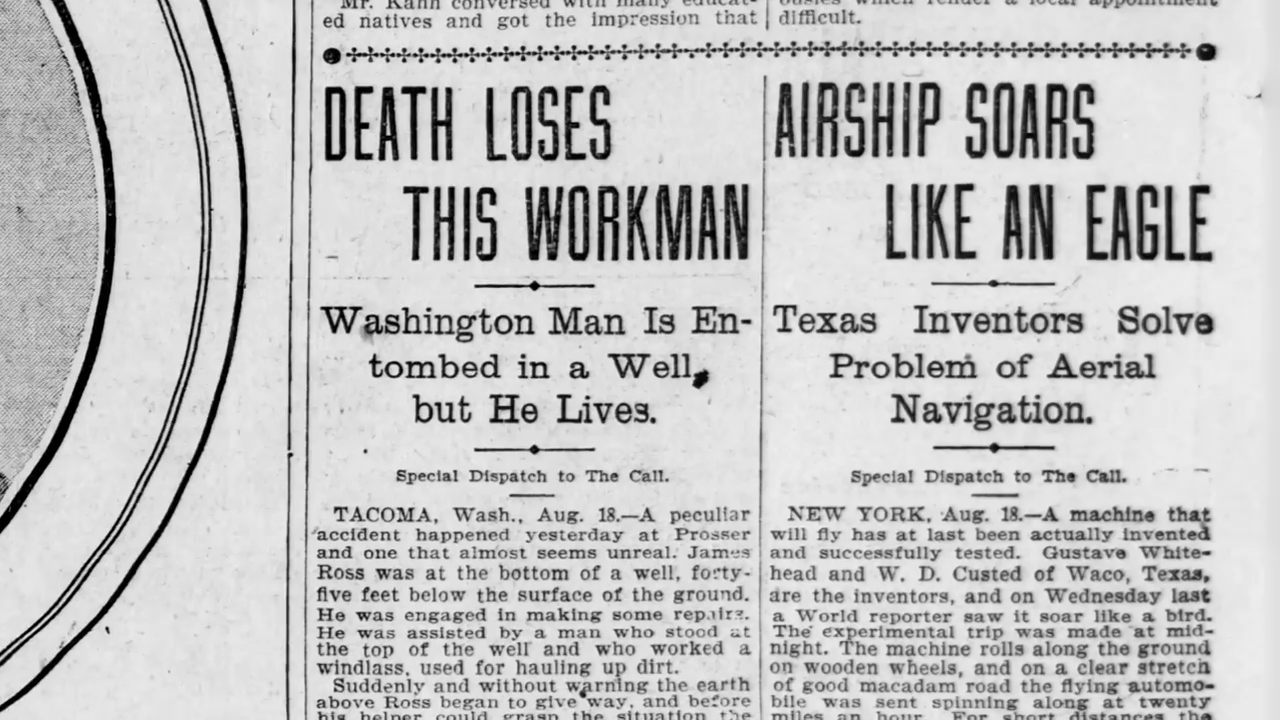 Mr. Kahn conversed with many educat-
ed natives and got the impression that
which render a local appointment
difficult.
DEATH LOSES
THIS WORKMAN
Washington Man Is En-
tombed in a Well,
but He Lives.
Special Dispatch to The Call.
TACOMA, Wash., Aug. 18.—A peculiar
accident happened yesterday at Prosser
and one that almost seems unreal. James
Ross was at the bottom of a well, forty-
five feet below the surface of the ground.
He was engaged in making some repairs.
He was assisted by a man who stood at
the top of the well and who worked a
windlass, used for hauling up dirt.
Suddenly and without warning the earth
above Ross began to give way, and before
his helper could grasp the situation the
AIRSHIP SOARS
LIKE AN EAGLE
Texas Inventors Solve
Problem of Aerial
Navigation.
Special Dispatch to The Call.
NEW YORK, Aug. 18.—A machine that
will fly has at last been actually invented
and successfully tested. Gustave White-
head and W. D. Custed of Waco, Texas,
are the inventors, and on Wednesday last
a World reporter saw it soar like a bird.
The experimental trip was made at mid-
night. The machine rolls along the ground
on wooden wheels, and on a clear stretch
of good macadam road the flying automo-
bile was sent spinning along at twenty
miles an hour. For short distances